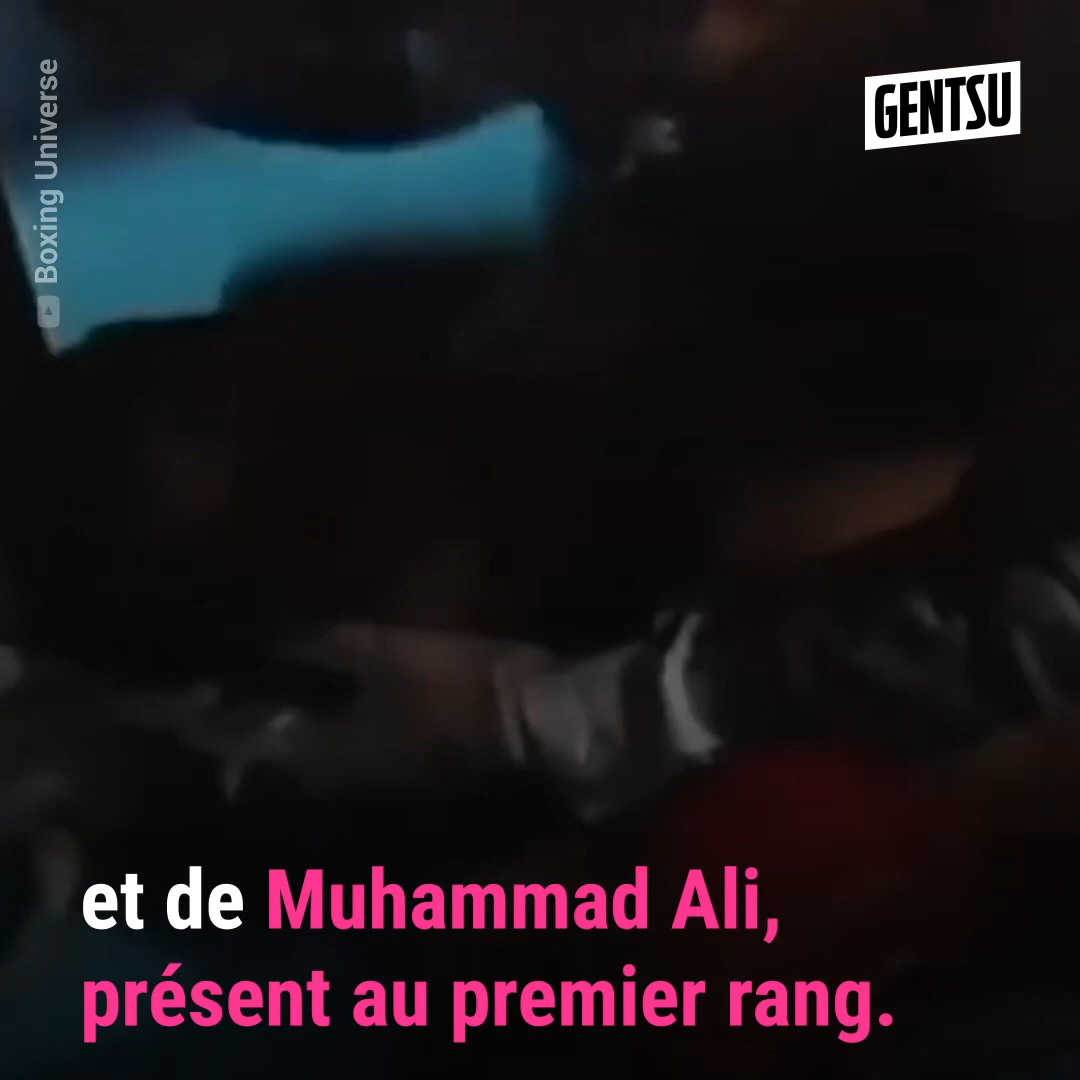 Boxing Universe
GENTSU
et de Muhammad Ali,
présent au premier rang.